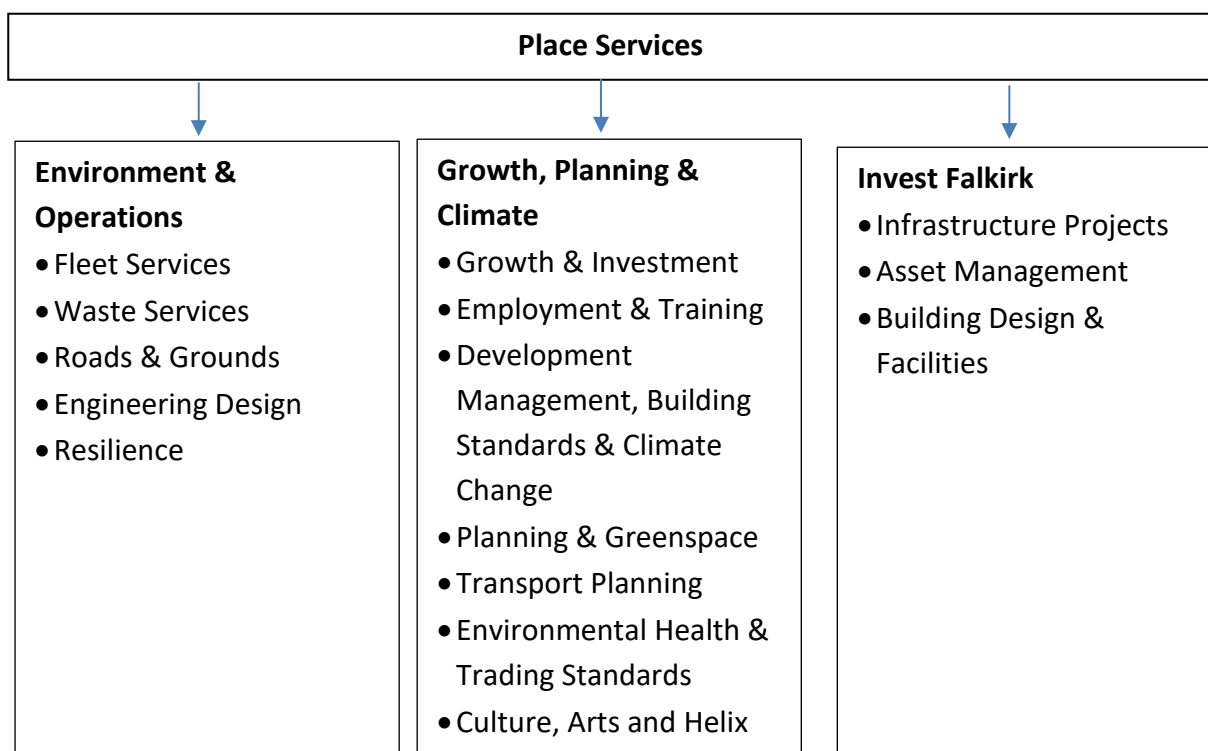 Place Services
Environment &
Operations
• Fleet Services
• Waste Services
• Roads & Grounds
• Engineering Design
• Resilience
Growth, Planning &
Climate
• Growth & Investment
• Employment & Training
• Development
Management, Building
Standards & Climate
Change
• Planning & Greenspace
• Transport Planning
• Environmental Health &
Trading Standards
• Culture, Arts and Helix
Invest Falkirk
• Infrastructure Projects
• Asset Management
• Building Design &
Facilities